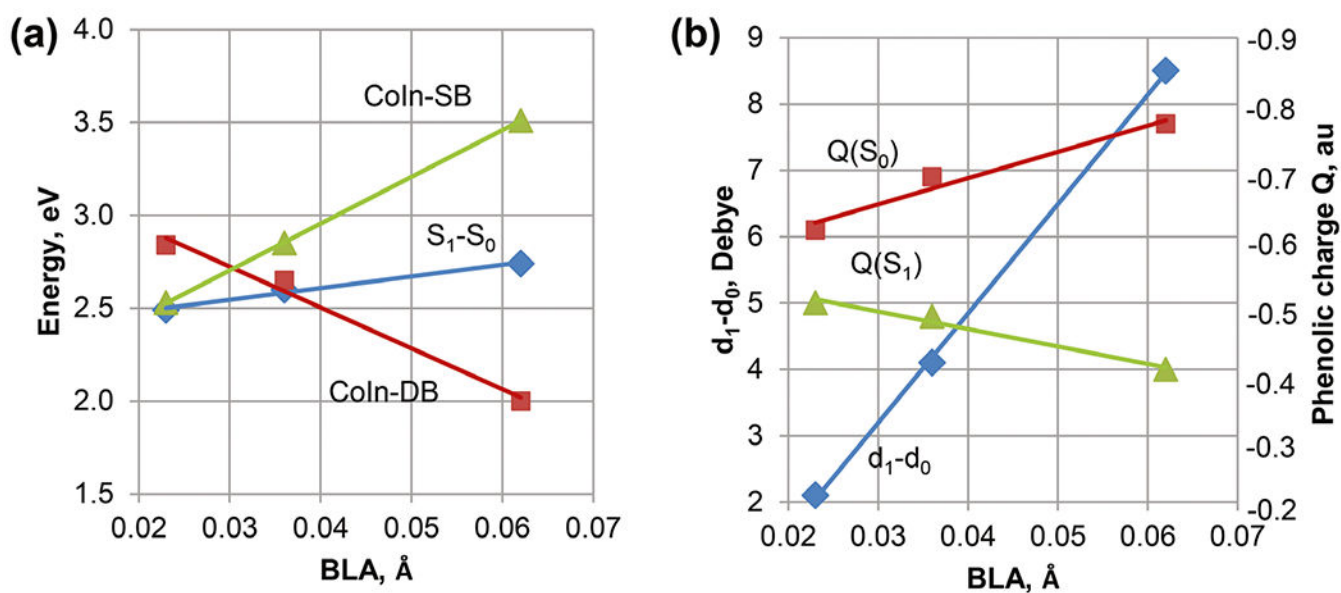 (a)
4.0
3.5
3.0
2.5
2.0
1.5
Energy, eV
CoIn-SB
S₁-S₀
CoIn-DB
0.02 0.03 0.04 0.05 0.06 0.07
BLA, Å
(b)
9
8
7
6
5
4
3
2
d₁-d₀, Debye
Q(S₀)
Q(S₁)
d₁-d₀
-0.9
-0.8
-0.7
-0.6
-0.5
-0.4
-0.3
-0.2
Phenolic charge Q, au
0.02 0.03 0.04 0.05 0.06 0.07
BLA, Å